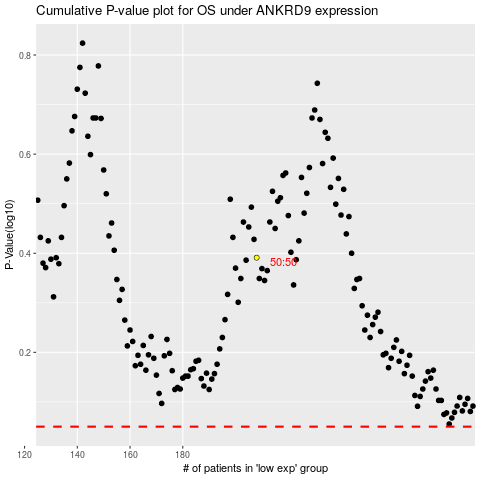 Cumulative P-value plot for OS under ANKRD9 expression
P-Value(log10)
0.8
0.6
0.4
0.2
50:50
120 140 160 180
# of patients in 'low exp' group